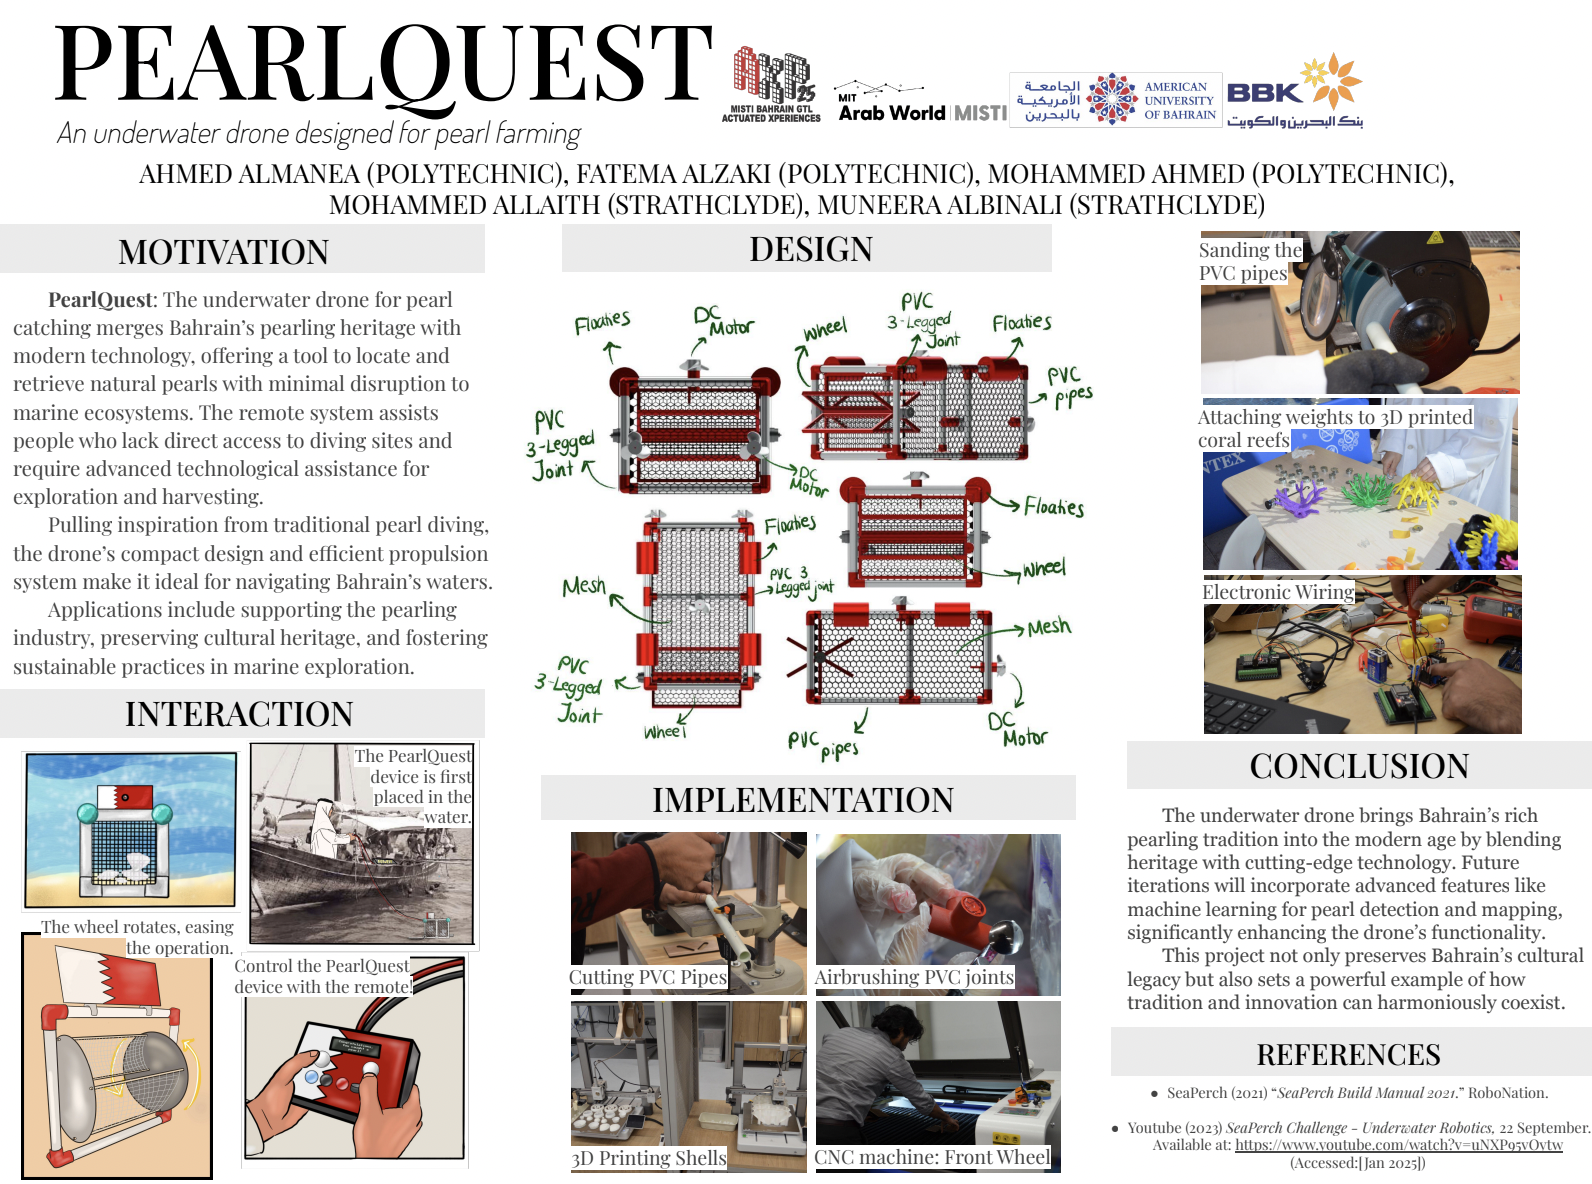 PEARLQUEST
An underwater drone designed for pearl farming
AXP25
MISTI BAHRAIN GTL
ACTUATED XPERIENCES
MIT
Arab World | MISTI
الجامعة
الأمريكية
بالبحرين
AMERICAN
UNIVERSITY
OF BAHRAIN
BBK
بنك البحرين والكويت
AHMED ALMANEA (POLYTECHNIC), FATEMA ALZAKI (POLYTECHNIC), MOHAMMED AHMED (POLYTECHNIC),
MOHAMMED ALLAITH (STRATHCLYDE), MUNEERA ALBINALI (STRATHCLYDE)
MOTIVATION
PearlQuest: The underwater drone for pearl
catching merges Bahrain's pearling heritage with
modern technology, offering a tool to locate and
retrieve natural pearls with minimal disruption to
marine ecosystems. The remote system assists
people who lack direct access to diving sites and
require advanced technological assistance for
exploration and harvesting.
Pulling inspiration from traditional pearl diving,
the drone's compact design and efficient propulsion
system make it ideal for navigating Bahrain's waters.
Applications include supporting the pearling
industry, preserving cultural heritage, and fostering
sustainable practices in marine exploration.
INTERACTION
The PearlQuest
device is first
placed in the
water.
The wheel rotates, easing
the operation.
Control the PearlQuest
device with the remote!
DESIGN
Floaties
DC
Motor
PVC
3-Legged
Joint
DC
Motor
wheel
PVC
3-Legged
Joint
Floaties
PVC
pipes
Floaties
wheel
Floaties
PVC 3
Legged joint
Mesh
PVC
3-Legged
Joint
Wheel
Mesh
DC
Motor
PVC
pipes
IMPLEMENTATION
Cutting PVC Pipes
Airbrushing PVC joints
3D Printing Shells
CNC machine: Front Wheel
Sanding the
PVC pipes
Attaching weights to 3D printed
coral reefs
NTEX
Electronic Wiring
CONCLUSION
The underwater drone brings Bahrain's rich
pearling tradition into the modern age by blending
heritage with cutting-edge technology. Future
iterations will incorporate advanced features like
machine learning for pearl detection and mapping,
significantly enhancing the drone's functionality.
This project not only preserves Bahrain's cultural
legacy but also sets a powerful example of how
tradition and innovation can harmoniously coexist.
REFERENCES
● SeaPerch (2021) “SeaPerch Build Manual 2021.” RoboNation.
● Youtube (2023) SeaPerch Challenge - Underwater Robotics, 22 September.
Available at: https://www.youtube.com/watch?v=uNXP95vOytw
(Accessed:[Jan 2025])